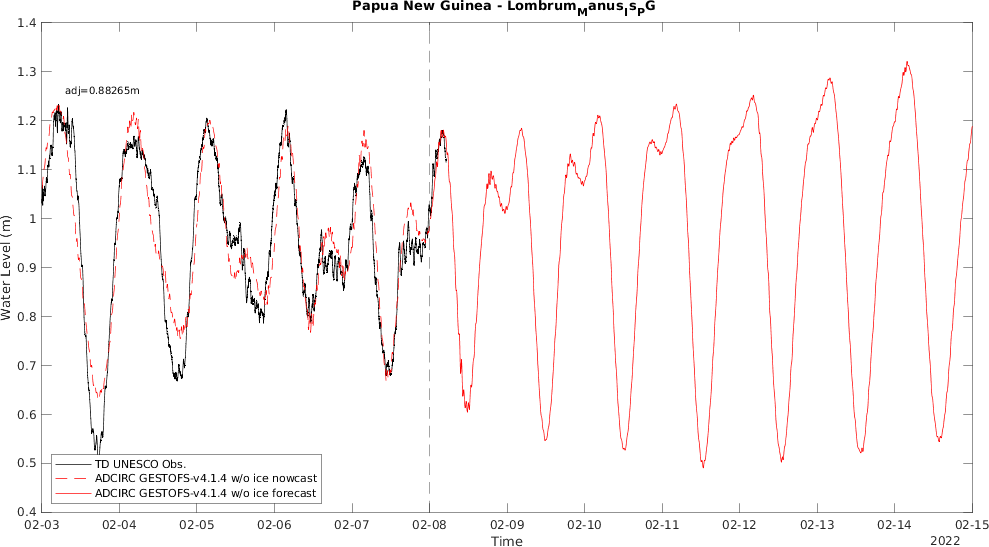 Papua New Guinea - LombrumManusIsPG
1.4
1.3
adj=0.88265m
1.2
1.1
1
Water Level (m)
0.9
0.8
0.7
0.6
0.5
0.4
TD UNESCO Obs.
ADCIRC GESTOFS-v4.1.4 w/o ice nowcast
ADCIRC GESTOFS-v4.1.4 w/o ice forecast
02-03 02-04 02-05 02-06 02-07 02-08 02-09 02-10 02-11 02-12 02-13 02-14 02-15
Time
2022